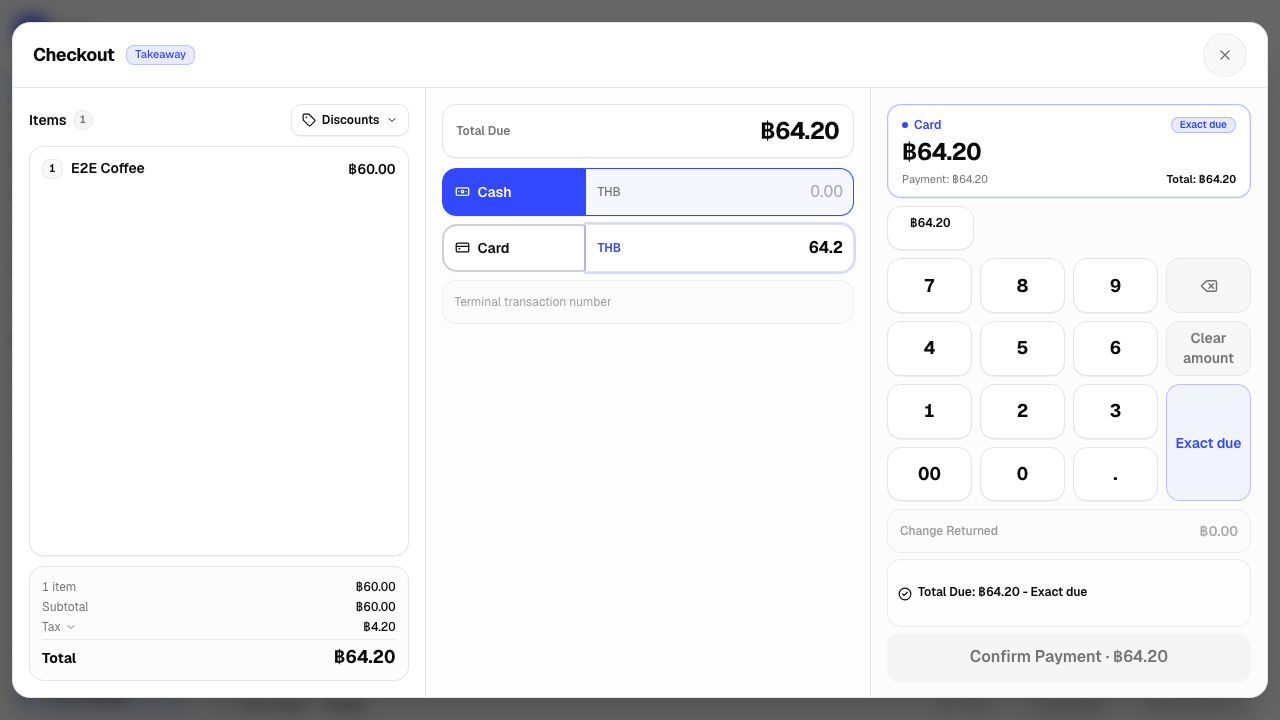 Checkout
Takeaway
Items 1
Discounts
1 E2E Coffee ฿60.00
1 item ฿60.00
Subtotal ฿60.00
Tax ฿4.20
Total ฿64.20
Total Due ฿64.20
Cash THB 0.00
Card THB 64.2
Terminal transaction number
Card
Exact due
฿64.20
Payment: ฿64.20
Total: ฿64.20
฿64.20
7 8 9
4 5 6 Clear amount
1 2 3 Exact due
00 0 .
Change Returned ฿0.00
Total Due: ฿64.20 - Exact due
Confirm Payment · ฿64.20